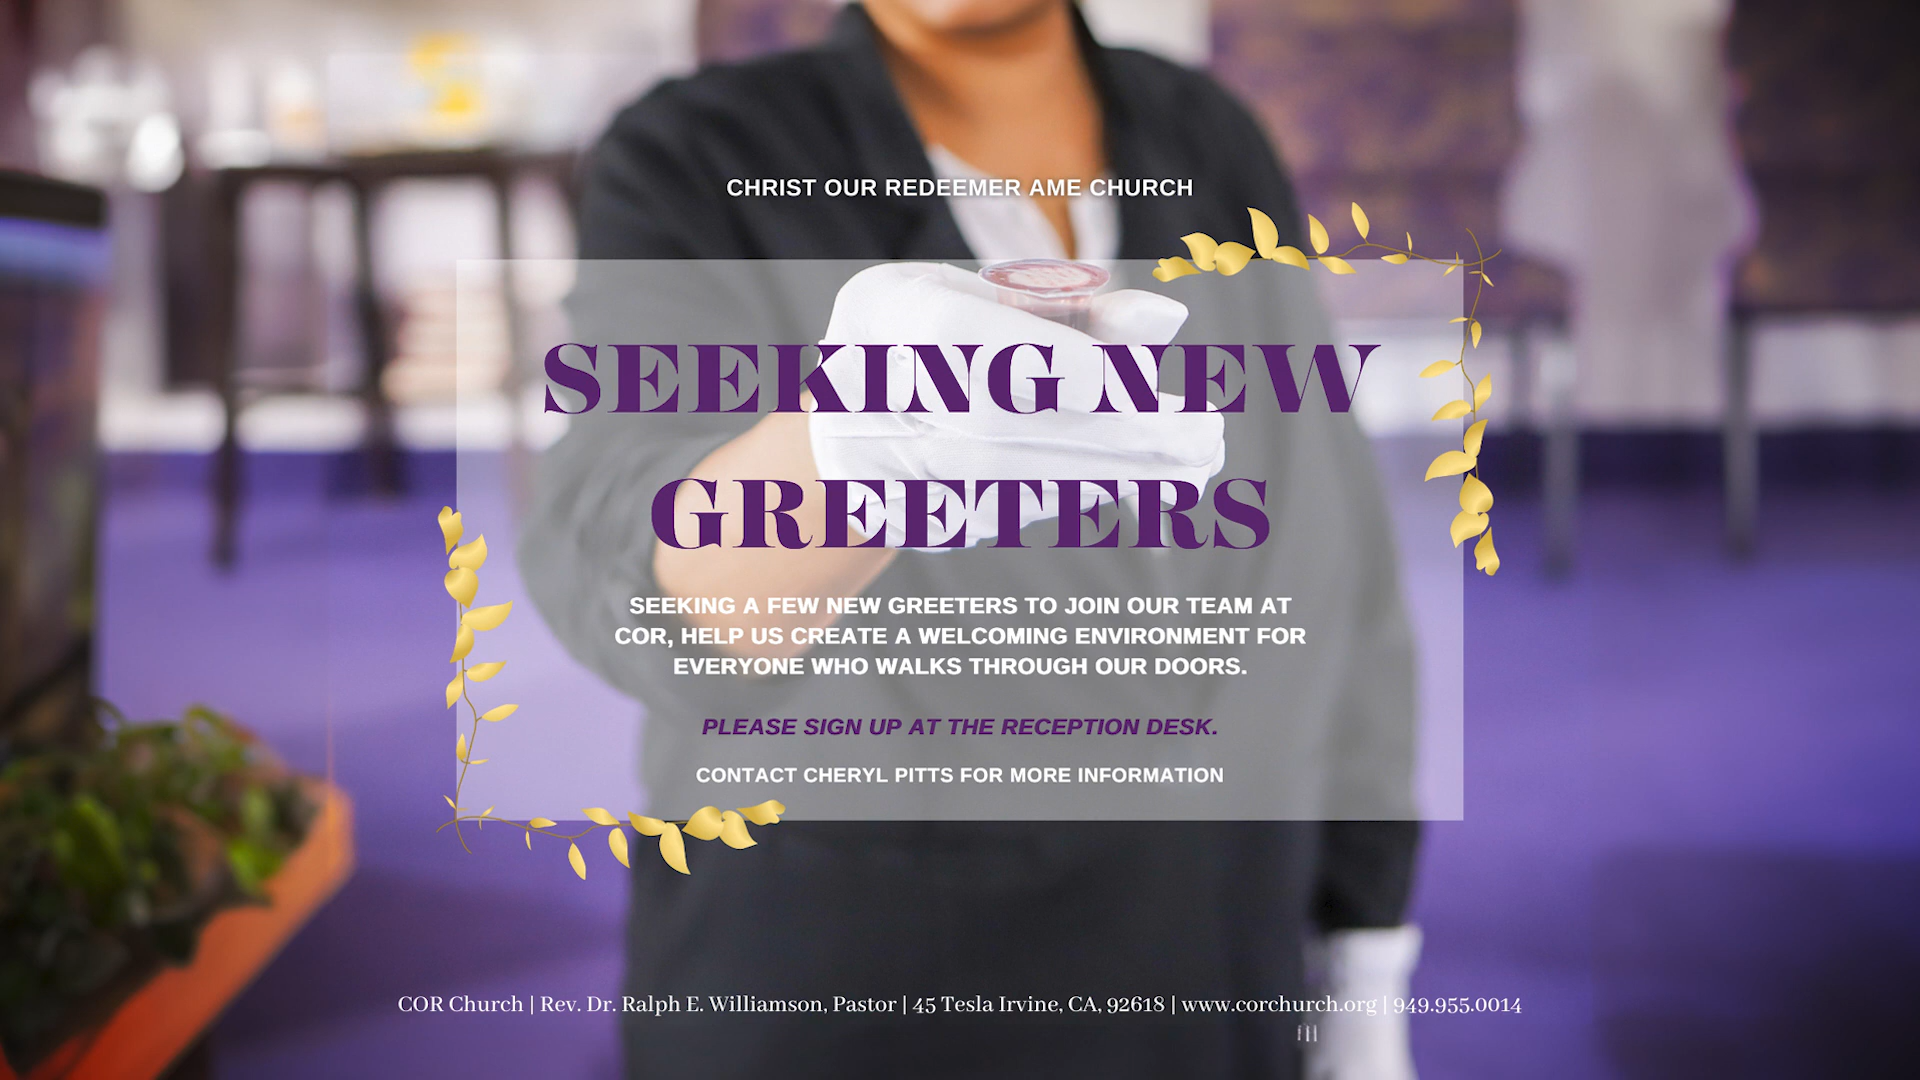 CHRIST OUR REDEEMER AME CHURCH
SEEKING NEW
GREETERS
SEEKING A FEW NEW GREETERS TO JOIN OUR TEAM AT
COR, HELP US CREATE A WELCOMING ENVIRONMENT FOR
EVERYONE WHO WALKS THROUGH OUR DOORS.
PLEASE SIGN UP AT THE RECEPTION DESK.
CONTACT CHERYL PITTS FOR MORE INFORMATION
COR Church | Rev. Dr. Ralph E. Williamson, Pastor | 45 Tesla Irvine, CA, 92618 | www.corchurch.org | 949.955.0014